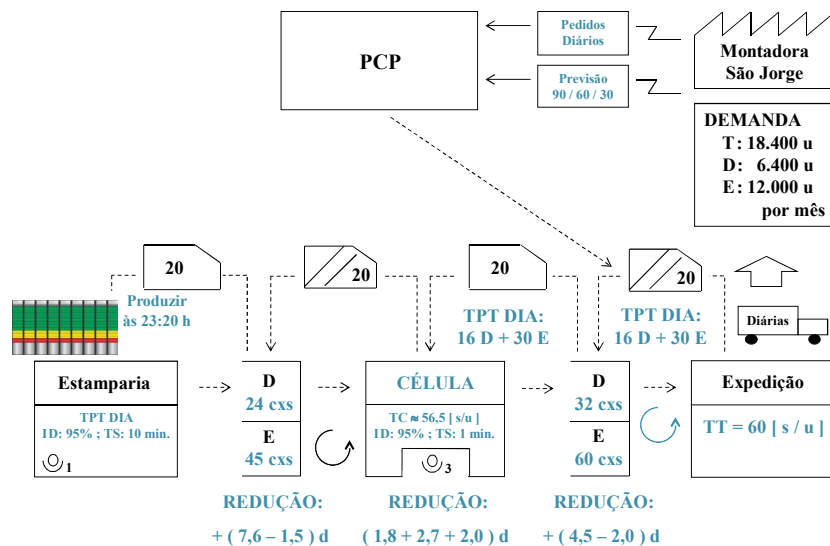 PCP
Pedidos
Diários
Previsão
90 / 60 / 30
Montadora
São Jorge
DEMANDA
T: 18.400 u
D: 6.400 u
E: 12.000 u
por mês
20
20
20
20
Produzir
às 23:20 h
TPT DIA:
16 D + 30 E
TPT DIA:
16 D + 30 E
Diárias
Estamparia
TPT DIA
ID: 95% ; TS: 10 min.
1
D
24 cxs
E
45 cxs
CÉLULA
TC ≈ 56,5 [ s/u ]
ID: 95% ; TS: 1 min.
3
D
32 cxs
E
60 cxs
Expedição
TT = 60 [ s / u ]
REDUÇÃO:
+ ( 7,6 – 1,5 ) d
REDUÇÃO:
( 1,8 + 2,7 + 2,0 ) d
REDUÇÃO:
+ ( 4,5 – 2,0 ) d